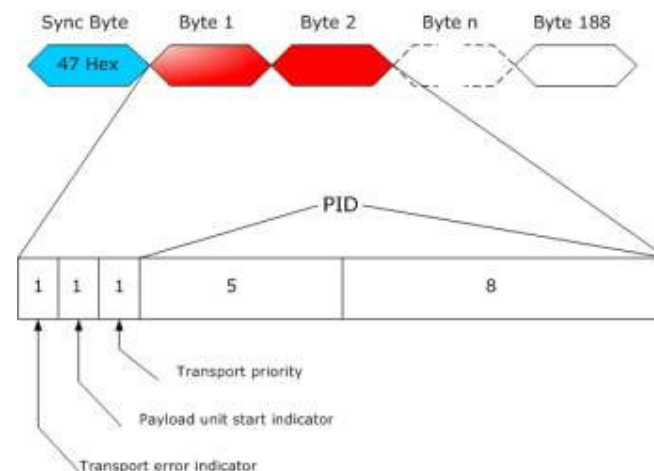 Sync Byte Byte 1 Byte 2 Byte n Byte 188
47 Hex
PID
1 1 1 5 8
Transport priority
Payload unit start indicator
Transport error indicator